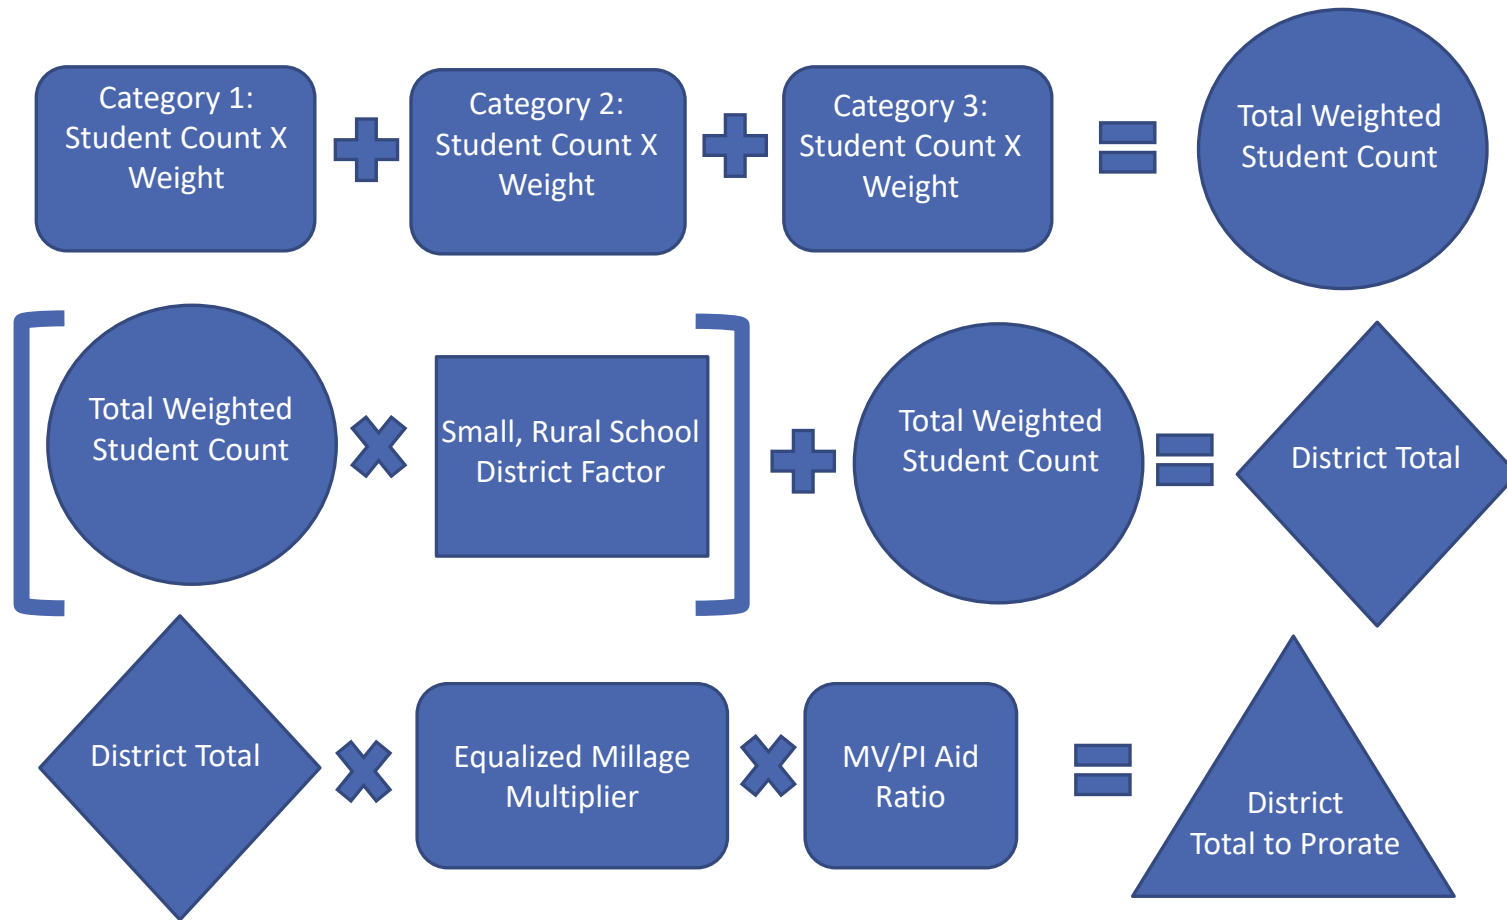 Category 1:
Student Count X
Weight
Category 2:
Student Count X
Weight
Category 3:
Student Count X
Weight
Total Weighted
Student Count
Total Weighted
Student Count
Small, Rural School
District Factor
Total Weighted
Student Count
District Total
District Total
Equalized Millage
Multiplier
MV/PI Aid
Ratio
District
Total to Prorate